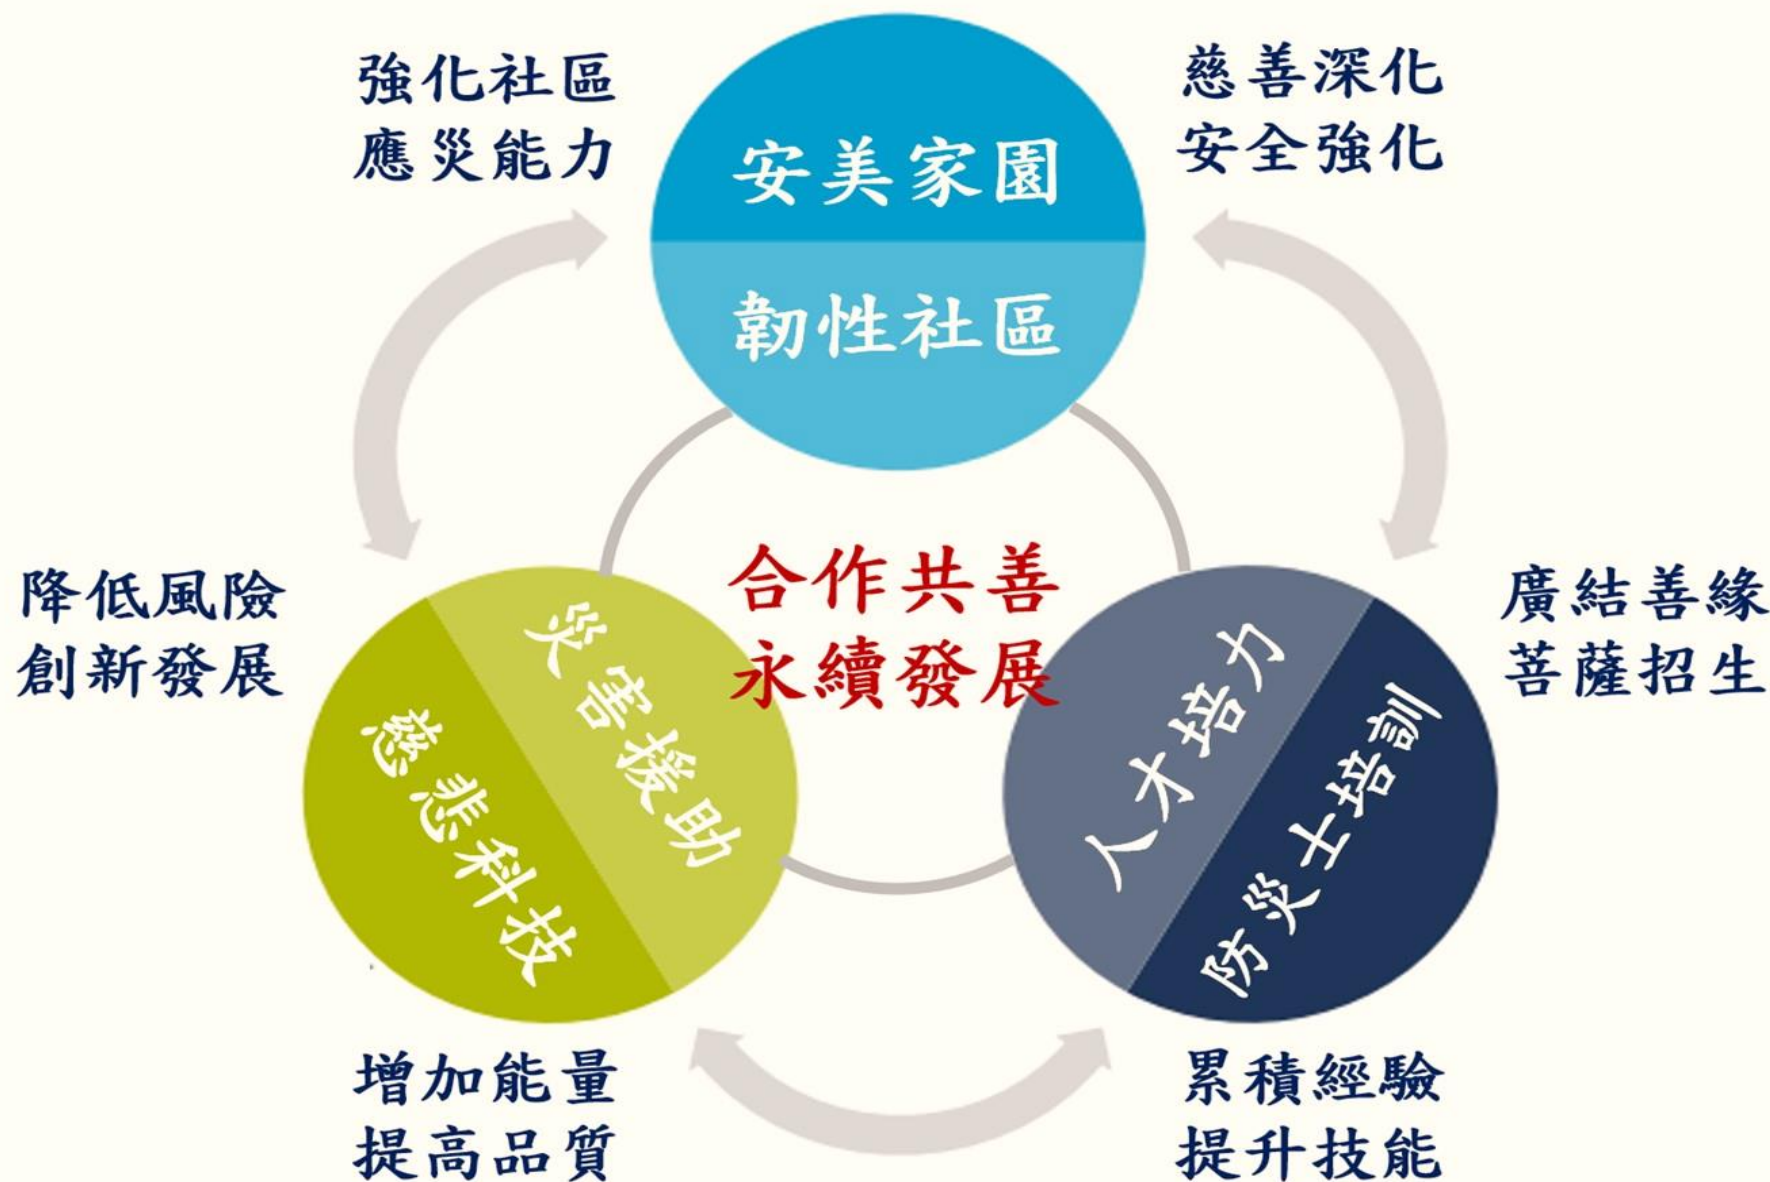 強化社區
應災能力
慈善深化
安全強化
安美家園
韌性社區
合作共善
永續發展
降低風險
創新發展
災害援助
慈悲科技
人才培力
防災士培訓
廣結善緣
菩薩招生
增加能量
提高品質
累積經驗
提升技能